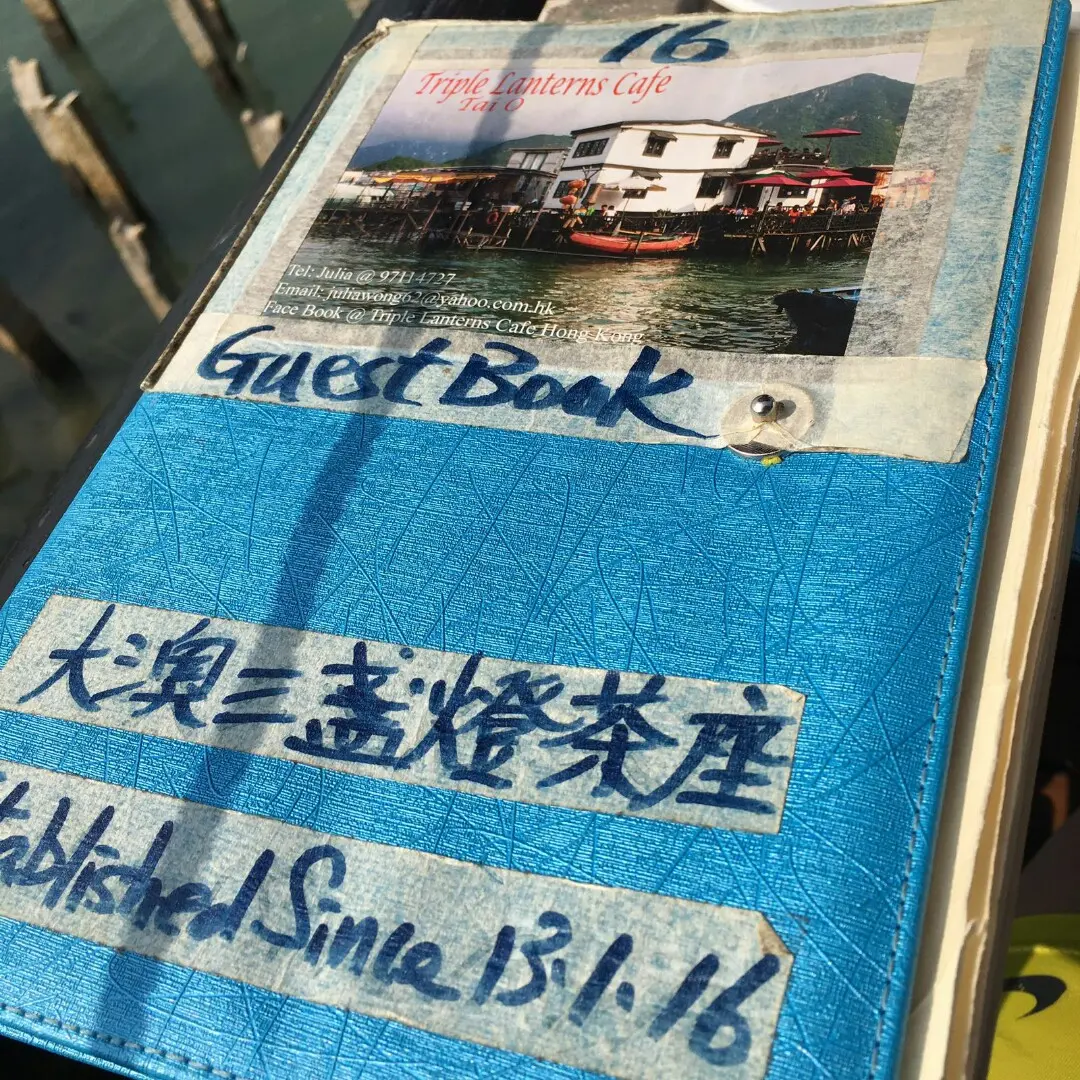 16
Triple Lanterns Cafe
Tai O
Tel: Julia @ 97114727
Email: juliawong62@yahoo.com.hk
Face Book @ Triple Lanterns Cafe Hong Kong
Guest Book
大澳三盞燈茶座
tablished Since 13.1.16